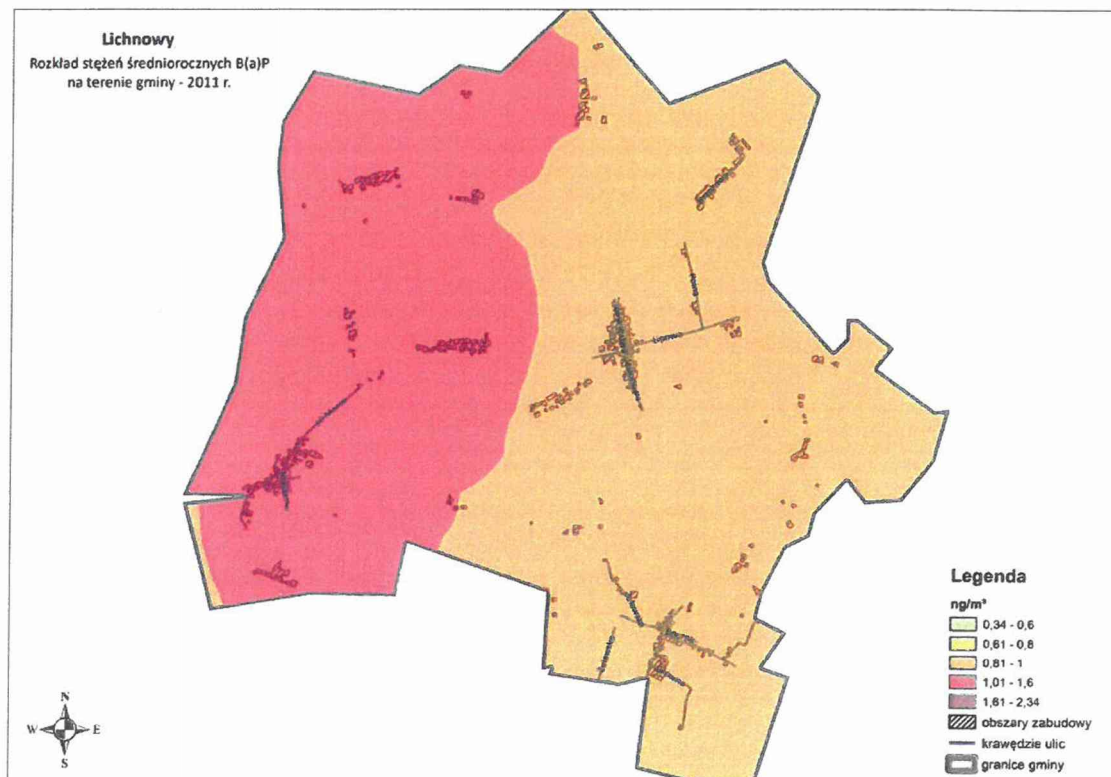 Lichnowy
Rozkład stężeń średniorocznych B(a)P
na terenie gminy - 2011 r.
Legenda
ng/m³
0,34 - 0,6
0,61 - 0,8
0,81 - 1
1,01 - 1,6
1,61 - 2,34
obszary zabudowy
krawędzie ulic
granice gminy
N
W
E
S